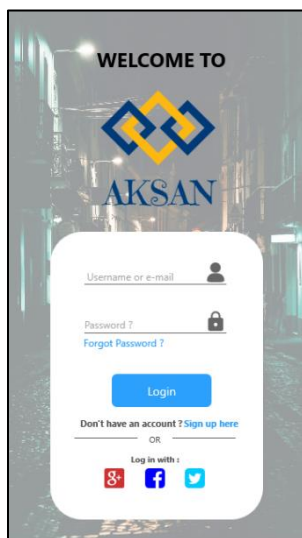 WELCOME TO
AKSAN
Username or e-mail
Password ?
Forgot Password ?
Login
Don't have an account ? Sign up here
OR
Log in with :
g+ f